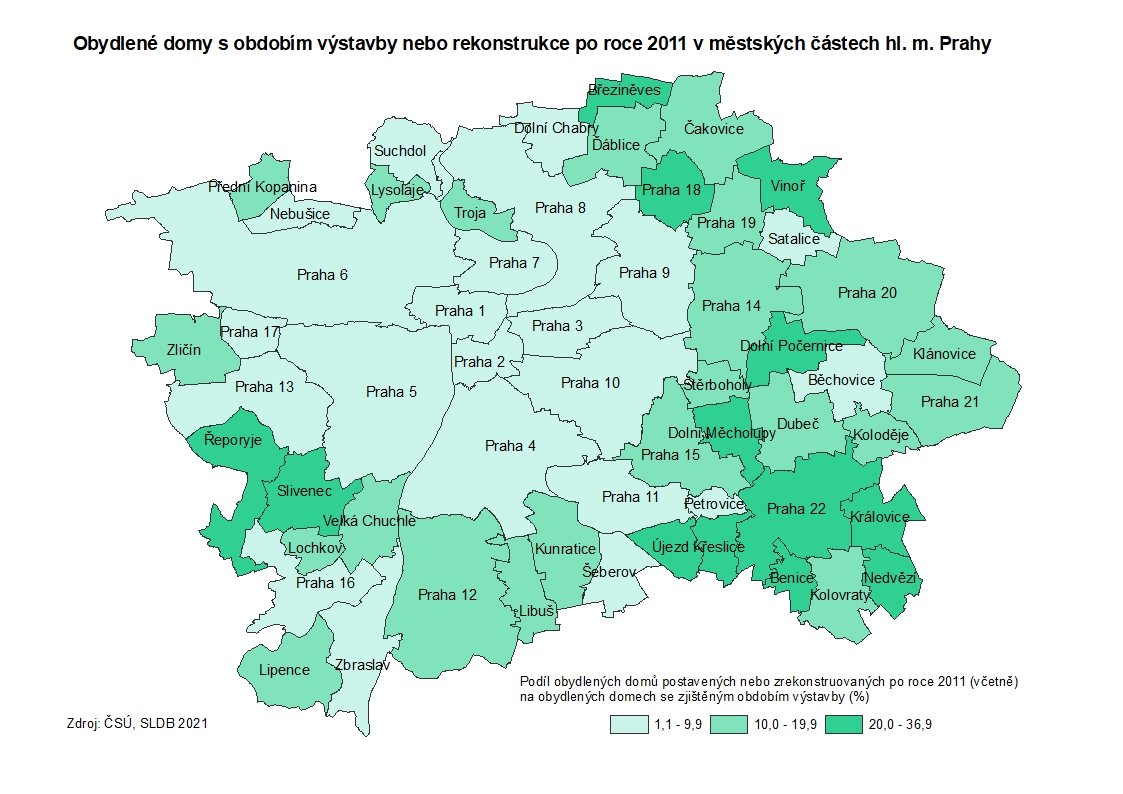 Obydlené domy s obdobím výstavby nebo rekonstrukce po roce 2011 v městských částech hl. m. Prahy
Březiněves
Dolní Chabry
Čakovice
Ďáblice
Suchdol
Přední Kopanina
Lysolaje
Praha 18
Vinoř
Nebušice
Troja
Praha 8
Praha 19
Satalice
Praha 6
Praha 7
Praha 9
Praha 20
Praha 14
Praha 1
Praha 17
Praha 3
Zličín
Dolní Počernice
Klánovice
Praha 2
Praha 13
Praha 5
Praha 10
Štěrboholy
Běchovice
Praha 21
Řeporyje
Praha 4
Dolní Měcholupy
Dubeč
Koloděje
Praha 15
Slivenec
Praha 11
Petrovice
Praha 22
Královice
Velká Chuchle
Lochkov
Kunratice
Újezd
Křeslice
Praha 16
Šeberov
Benice
Nedvězí
Praha 12
Kolovraty
Libuš
Lipence
Zbraslav
Podíl obydlených domů postavených nebo zrekonstruovaných po roce 2011 (včetně)
na obydlených domech se zjištěným obdobím výstavby (%)
1,1 - 9,9 10,0 - 19,9 20,0 - 36,9
Zdroj: ČSÚ, SLDB 2021